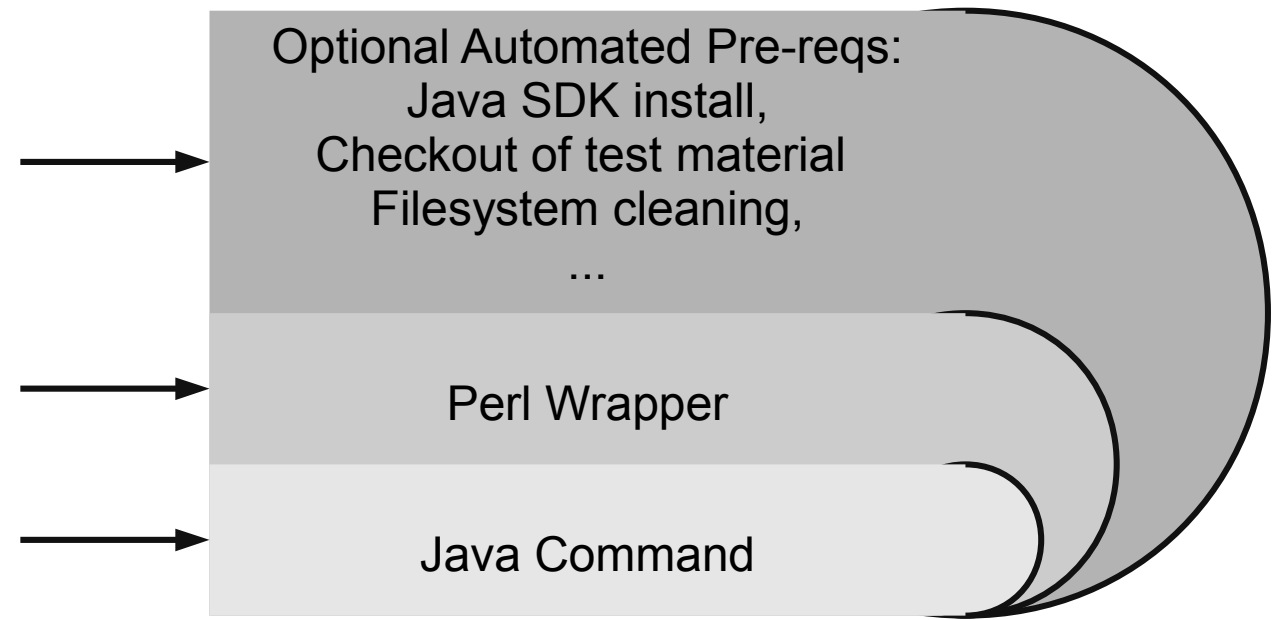 Optional Automated Pre-reqs:
Java SDK install,
Checkout of test material
Filesystem cleaning,
...
Perl Wrapper
Java Command